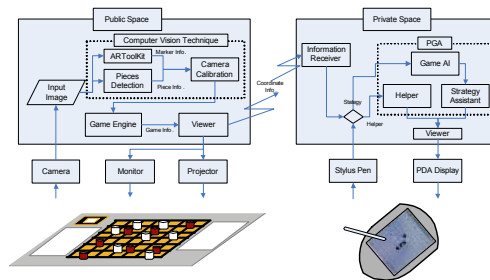 Public Space
Computer Vision Technique
ARToolKit
Marker Info.
Input
Image
Pieces
Detection
Piece Info .
Camera
Calibration
Game Engine
Game Info .
Viewer
Coordinate
Info
Camera
Monitor
Projector
Private Space
Information
Receiver
PGA
Game AI
Stategy
Helper
Strategy
Assistant
Helper
Viewer
Stylus Pen
PDA Display